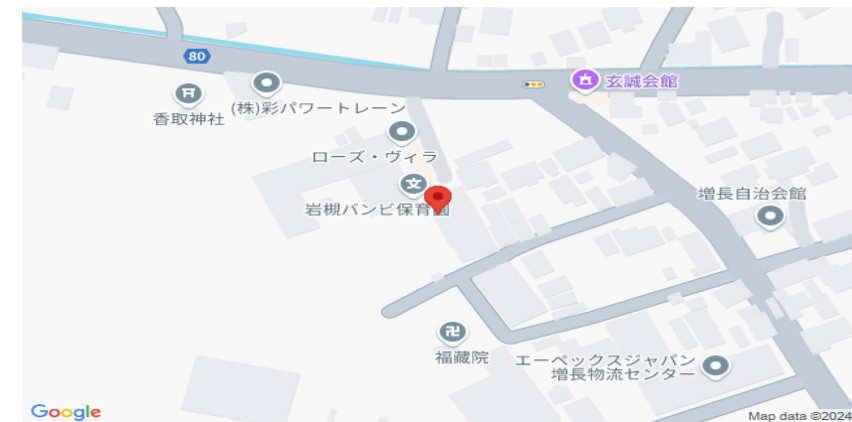 80
玄誠会館
香取神社
(株)彩パワートレーン
ローズ・ヴィラ
岩槻バンビ保育園
増長自治会館
福蔵院
エーペックスジャパン
増長物流センター
Google
Map data ©2024